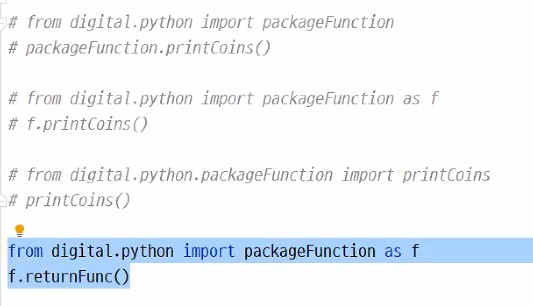 # from digital.python import packageFunction
# packageFunction.printCoins()
# from digital.python import packageFunction as f
# f.printCoins()
# from digital.python.packageFunction import printCoins
# printCoins()
from digital.python import packageFunction as f
f.returnFunc()